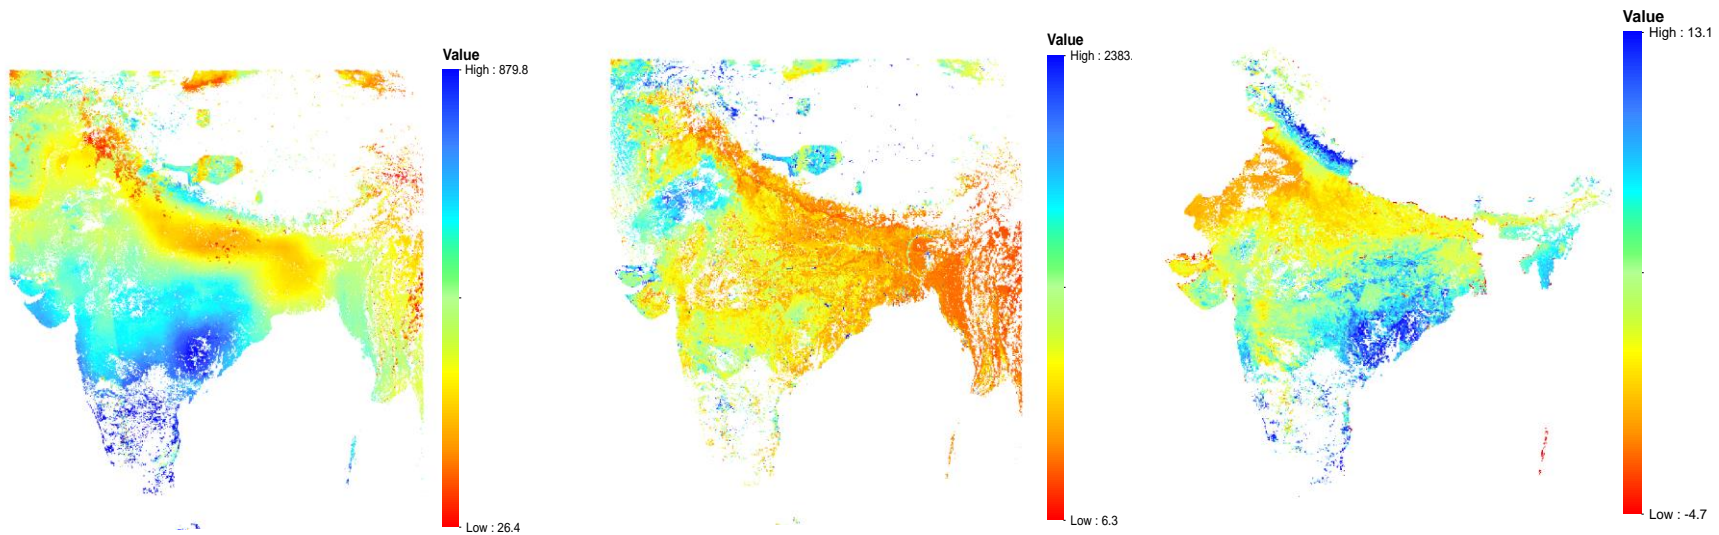 Value
High : 879.8
Low : 26.4
Value
High : 2383.
Low : 6.3
Value
High : 13.1
Low : -4.7